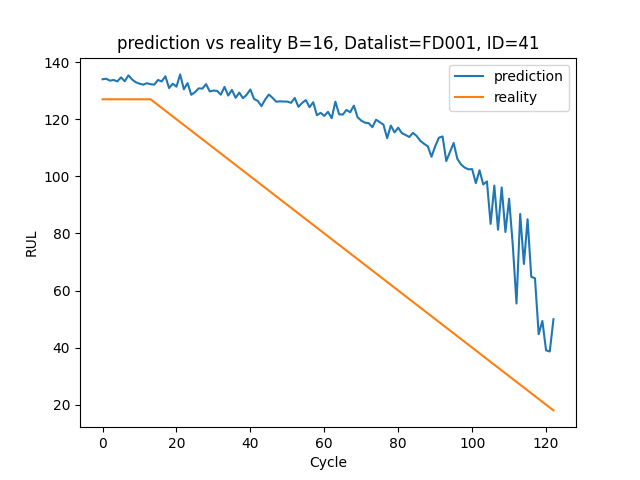 prediction vs reality B=16, Datalist=FD001, ID=41
prediction
reality
RUL
140
120
100
80
60
40
20
0 20 40 60 80 100 120
Cycle